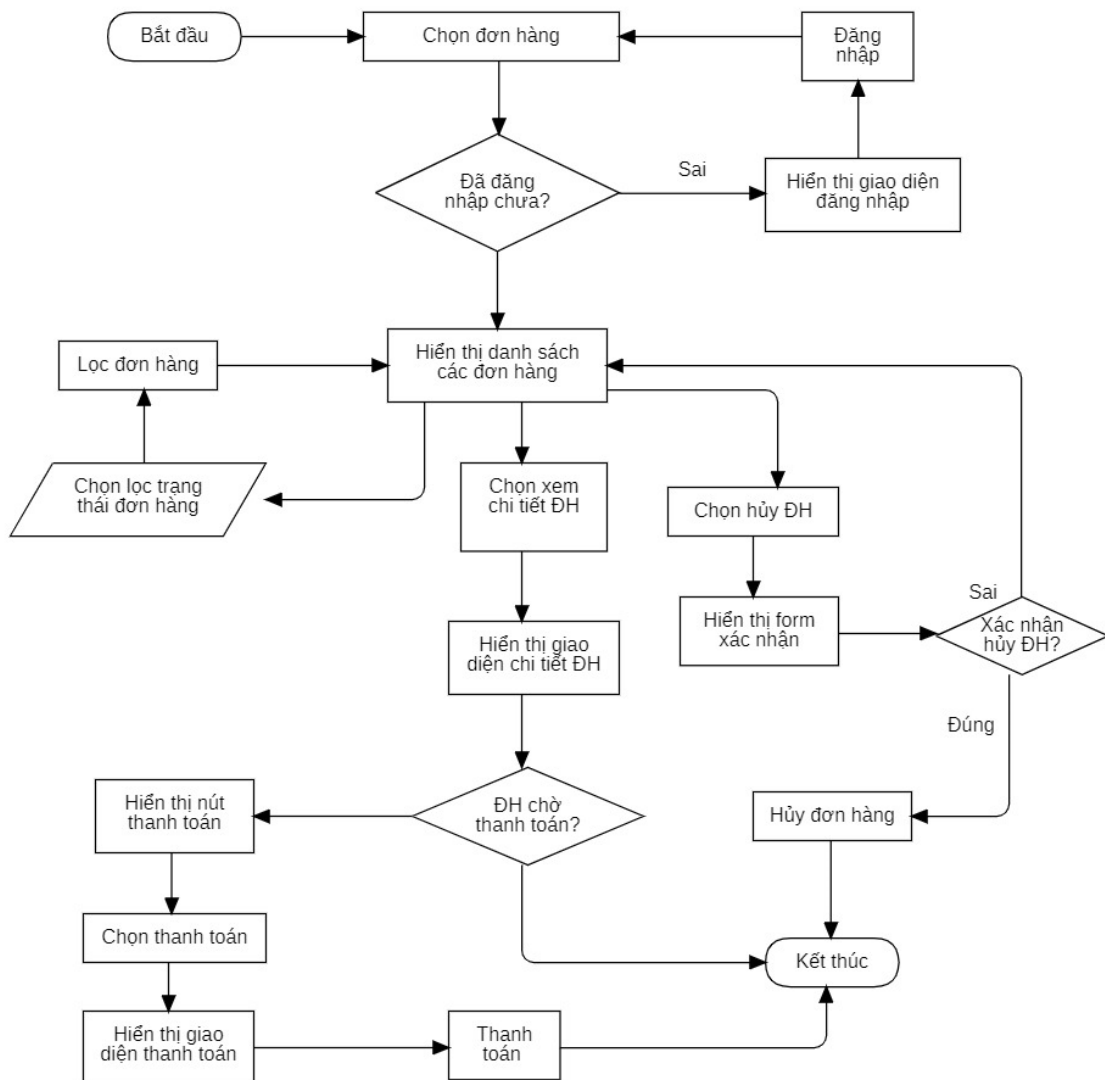 Bắt đầu
Chọn đơn hàng
Đăng
nhập
Đã đăng
nhập chưa?
Sai
Hiển thị giao diện
đăng nhập
Lọc đơn hàng
Hiển thị danh sách
các đơn hàng
Chọn lọc trạng
thái đơn hàng
Chọn xem
chi tiết ĐH
Chọn hủy ĐH
Hiển thị form
xác nhận
Sai
Xác nhận
hủy ĐH?
Hiển thị giao
diện chi tiết ĐH
Đúng
Hiển thị nút
thanh toán
ĐH chờ
thanh toán?
Hủy đơn hàng
Chọn thanh toán
Kết thúc
Hiển thị giao
diện thanh toán
Thanh
toán